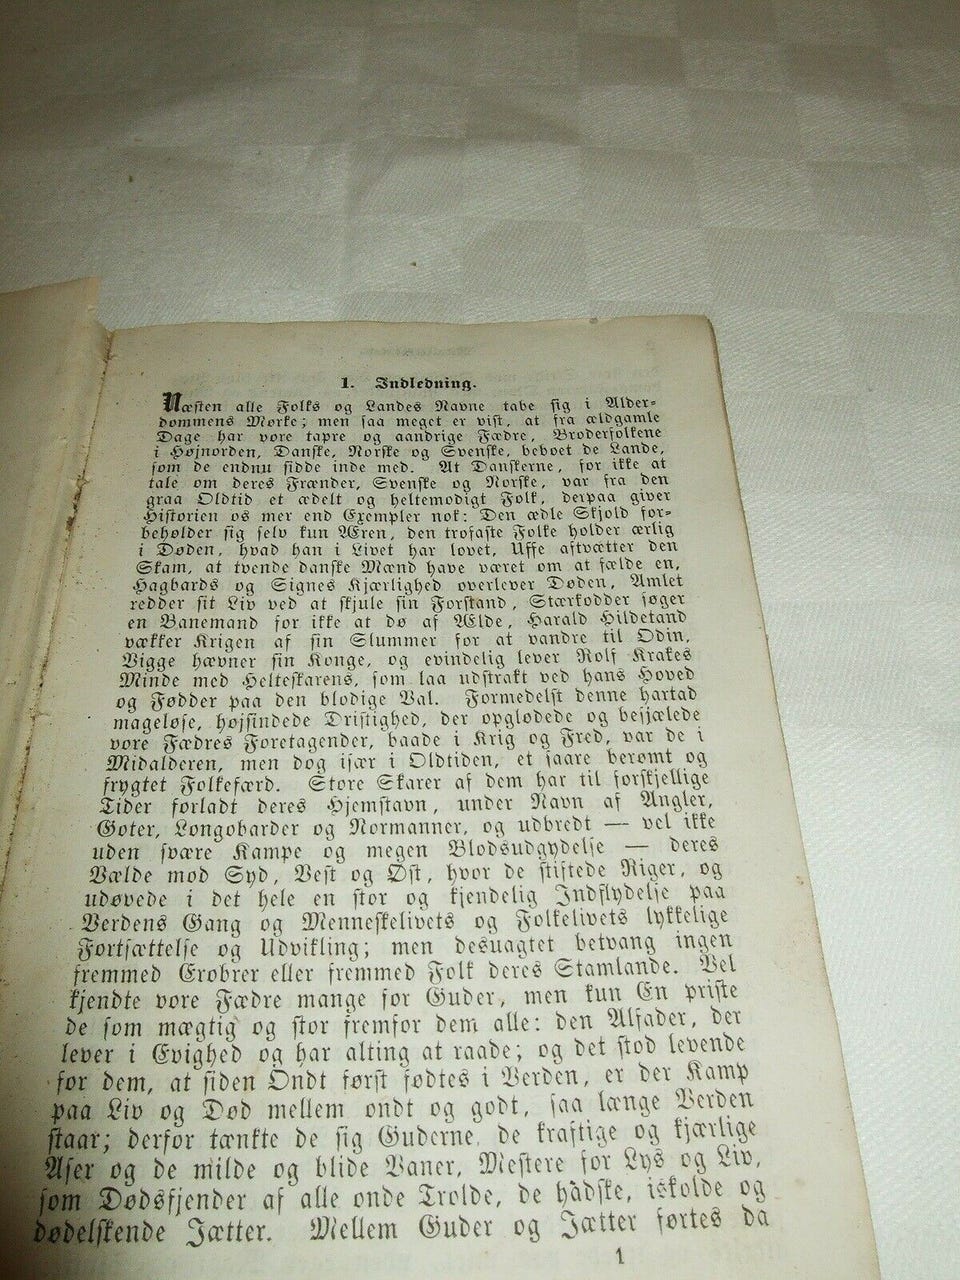 1. Indledning.
Næsten alle Folks og Landes Navne tabe sig i Alder-
dommens Mørke; men saa meget er vist, at fra ældgamle
Dage har vore tapre og aandrige Fædre, Broderfolkene
i Højnorden, Danske, Norske og Svenske, beboet de Lande,
som de endnu sidde inde med. At Danskerne, for ikke at
tale om deres Frænder, Svenske og Norske, var fra den
graa Oldtid et ædelt og heltemodigt Folk, derpaa giver
Historien os mer end Exempler nok: Den ædle Skjold for-
beholder sig selv kun Æren, den trofaste Folke holder ærlig
i Døden, hvad han i Livet har lovet, Uffe aftvætter den
Skam, at tvende danske Mænd have været om at fælde en,
Hagbards og Signes Kjærlighed overlever Døden, Amlet
redder sit Liv ved at skjule sin Forstand, Stærkodder søger
en Banemand for ikke at dø af Ælde, Harald Hildetand
vækker Krigen af sin Slummer for at vandre til Odin,
Vigge hævner sin Konge, og evindelig lever Rolf Krakes
Minde med Helteskarens, som laa udstrakt ved hans Hoved
og Fødder paa den blodige Val. Formedelst denne hartad
mageløse, højsindede Dristighed, der opglødede og besjælede
vore Fædres Foretagender, baade i Krig og Fred, var de i
Midalderen, men dog især i Oldtiden, et saare berømt og
frygtet Folkefærd. Store Skarer af dem har til forskjellige
Tider forladt deres Hjemstavn, under Navn af Angler,
Goter, Longobarder og Normanner, og udbredt — vel ikke
uden svære Kampe og megen Blodsudgydelse — deres
Vælde mod Syd, Vest og Øst, hvor de stiftede Riger, og
udøvede i det hele en stor og kjendelig Indflydelse paa
Verdens Gang og Menneskelivets og Folkelivets lykkelige
Fortsættelse og Udvikling; men desuagtet betvang ingen
fremmed Erobrer eller fremmed Folk deres Stamlande. Vel
kjendte vore Fædre mange for Guder, men kun En priste
de som mægtig og stor fremfor dem alle: den Alfader, der
lever i Evighed og har alting at raade; og det stod levende
for dem, at siden Ondt først fødtes i Verden, er der Kamp
paa Liv og Død mellem ondt og godt, saa længe Verden
staar; derfor tænkte de sig Guderne, de kraftige og kjærlige
Aser og de milde og blide Vaner, Mestere for Lys og Liv,
som Dødsfjender af alle onde Trolde, de hadske, iskolde og
dødelskende Jætter. Mellem Guder og Jætter førtes da
1